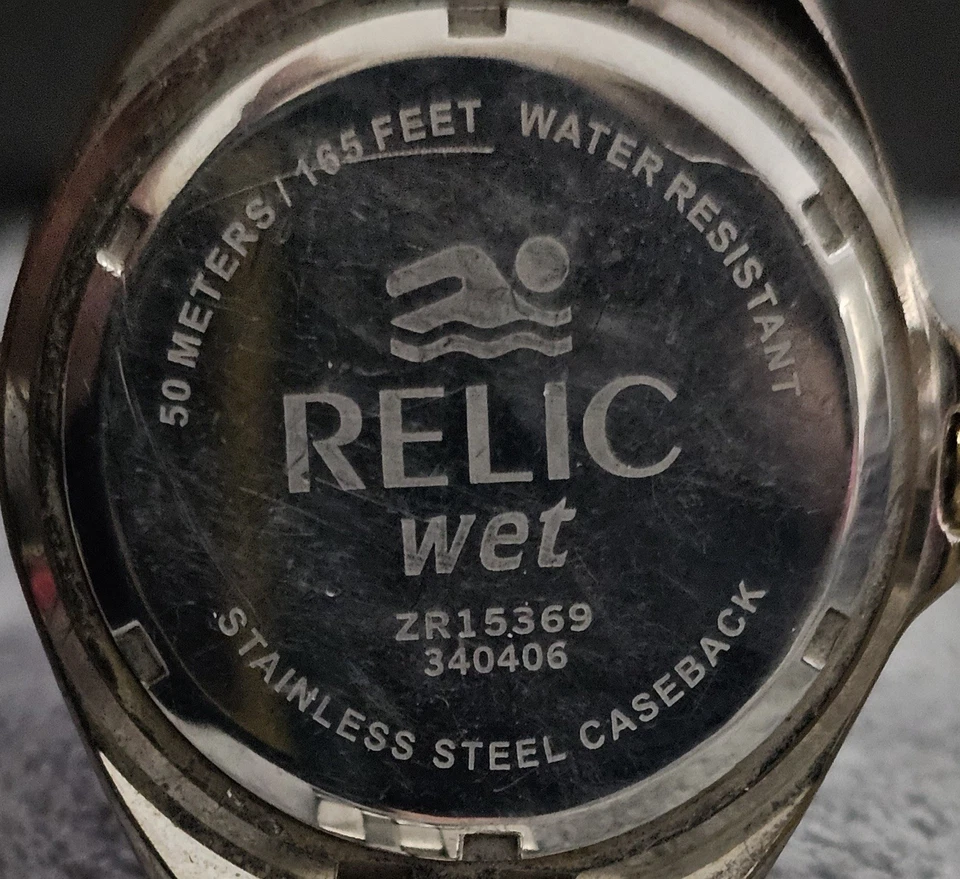 50 METERS / 165 FEET WATER RESISTANT
RELIC
wet
ZR15369
340406
STAINLESS STEEL CASEBACK